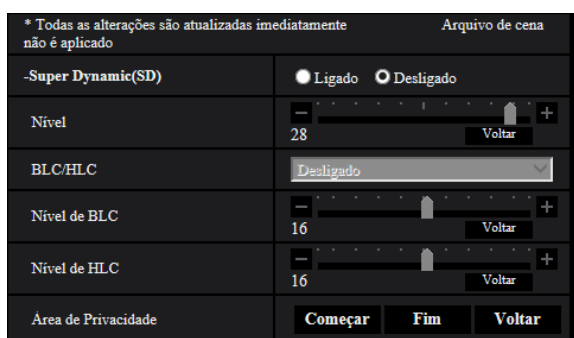 * Todas as alterações são atualizadas imediatamente Arquivo de cena
não é aplicado
-Super Dynamic(SD) Ligado Desligado
Nível 28 Voltar
BLC/HLC Desligado
Nível de BLC 16 Voltar
Nível de HLC 16 Voltar
Área de Privacidade Começar Fim Voltar